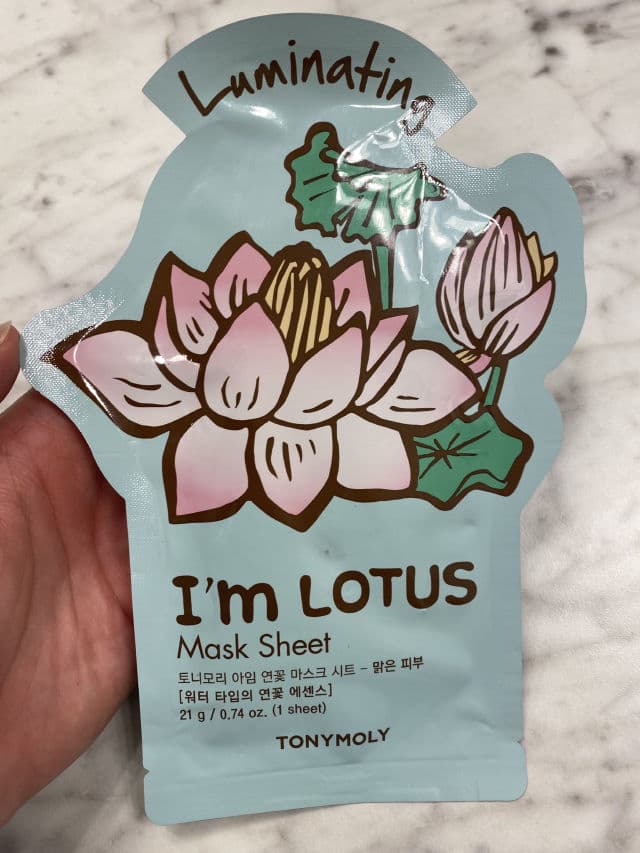 Luminating
I'm LOTUS
Mask Sheet
토니모리 아임 연꽃 마스크 시트 – 맑은 피부
[워터 타입의 연꽃 에센스]
21 g / 0.74 oz. (1 sheet)
TONYMOLY